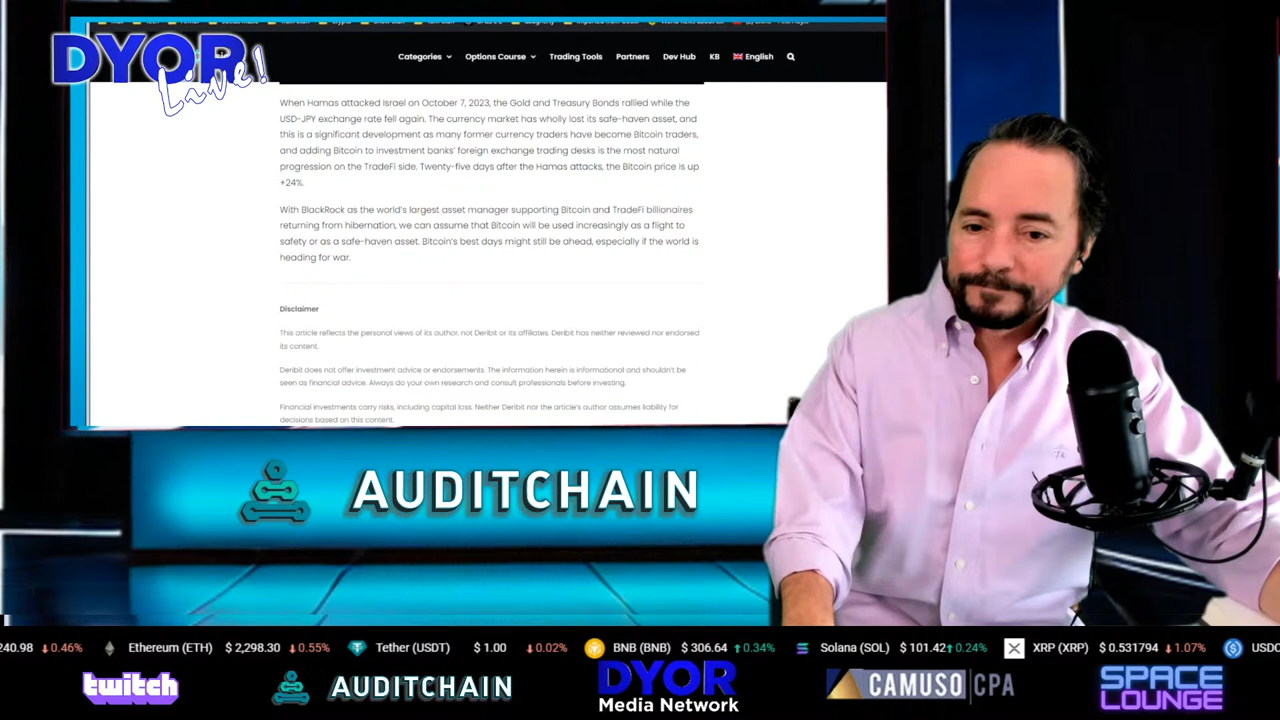 DYOR
Live!
Categories Options Course Trading Tools Partners Dev Hub KB English
When Hamas attacked Israel on October 7, 2023, the Gold and Treasury Bonds rallied while the
USD-JPY exchange rate fell again. The currency market has wholly lost its safe-haven asset, and
this is a significant development as many former currency traders have become Bitcoin traders,
and adding Bitcoin to investment banks' foreign exchange trading desks is the most natural
progression on the TradeFi side. Twenty-five days after the Hamas attacks, the Bitcoin price is up
+24%.
With BlackRock as the world's largest asset manager supporting Bitcoin and TradeFi billionaires
returning from hibernation, we can assume that Bitcoin will be used increasingly as a flight to
safety or as a safe-haven asset. Bitcoin's best days might still be ahead, especially if the world is
heading for war.
Disclaimer
This article reflects the personal views of its author, not Deribit or its affiliates. Deribit has neither reviewed nor endorsed
its content.
Deribit does not offer investment advice or endorsements. The information herein is informational and shouldn't be
seen as financial advice. Always do your own research and consult professionals before investing.
Financial investments carry risks, including capital loss. Neither Deribit nor the article's author assumes liability for
decisions based on this content.
AUDITCHAIN
240.98 ↓0.46% Ethereum (ETH) $ 2,298.30 ↓0.55% Tether (USDT) $ 1.00 ↓0.02% BNB (BNB) $ 306.64 ↑0.34% Solana (SOL) $ 101.42↑0.24% XRP (XRP) $ 0.531794 ↓1.07% USDC
twitch AUDITCHAIN DYOR Media Network CAMUSO CPA SPACE LOUNGE